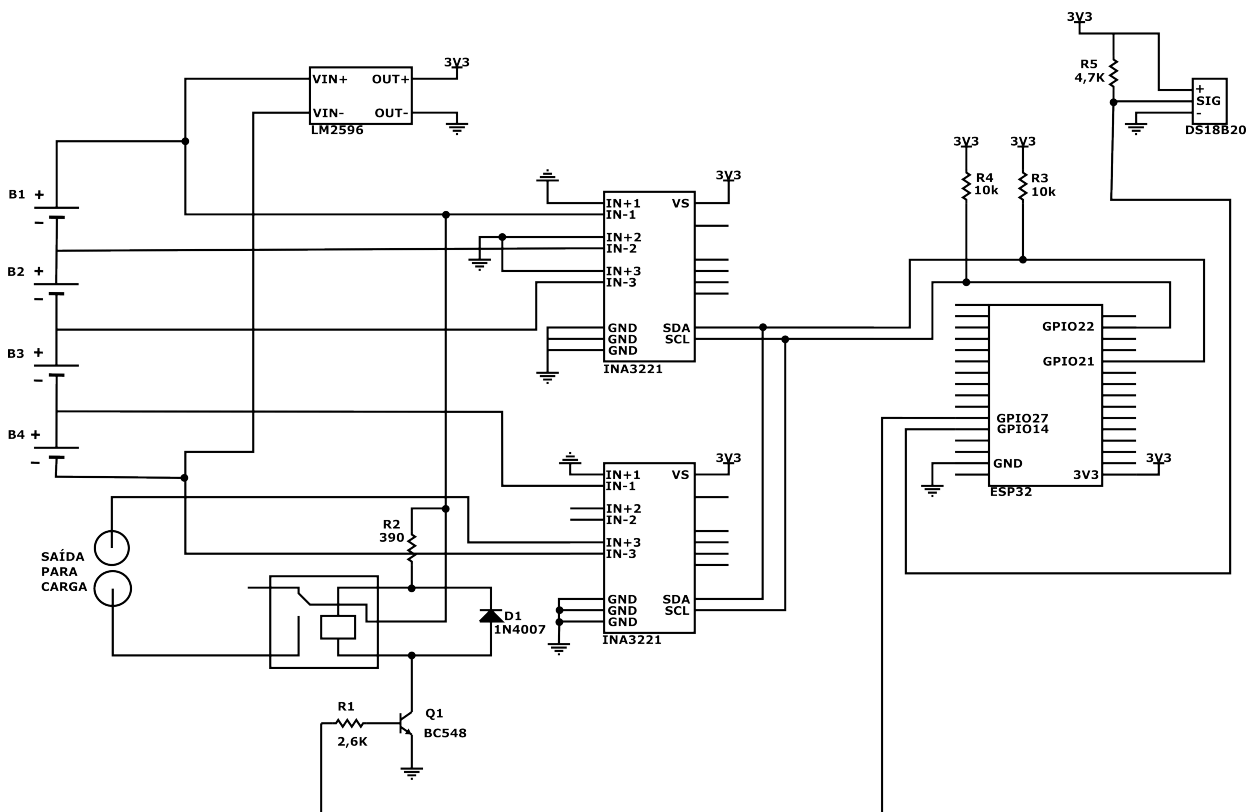 3V3
R5
4,7K
+
SIG
-
DS18B20
VIN+ OUT+
VIN- OUT-
LM2596
3V3
B1 + -
B2 + -
B3 + -
B4 + -
3V3
IN+1 VS
IN-1
IN+2
IN-2
IN+3
IN-3
GND SDA
GND SCL
GND
INA3221
3V3
3V3
R4
10k
R3
10k
GPIO22
GPIO21
GPIO27
GPIO14
GND
3V3
3V3
ESP32
3V3
IN+1 VS
IN-1
IN+2
IN-2
IN+3
IN-3
GND SDA
GND SCL
GND
INA3221
R2
390
SAÍDA
PARA
CARGA
D1
1N4007
R1
2,6K
Q1
BC548